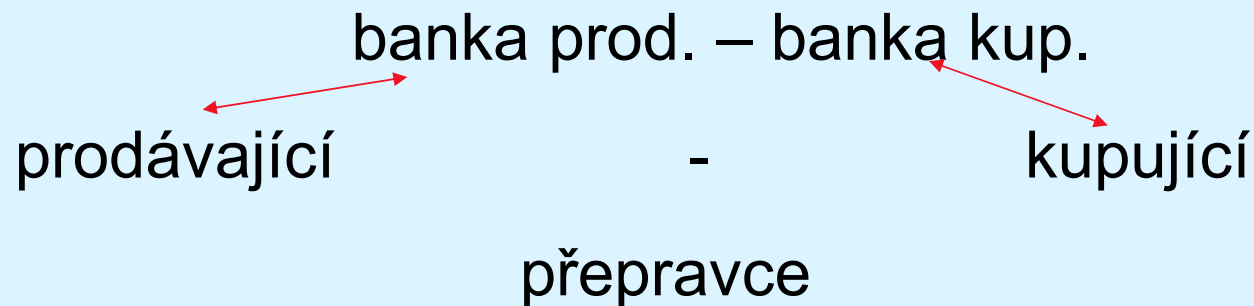 banka prod. – banka kup.
prodávající - kupující
přepravce